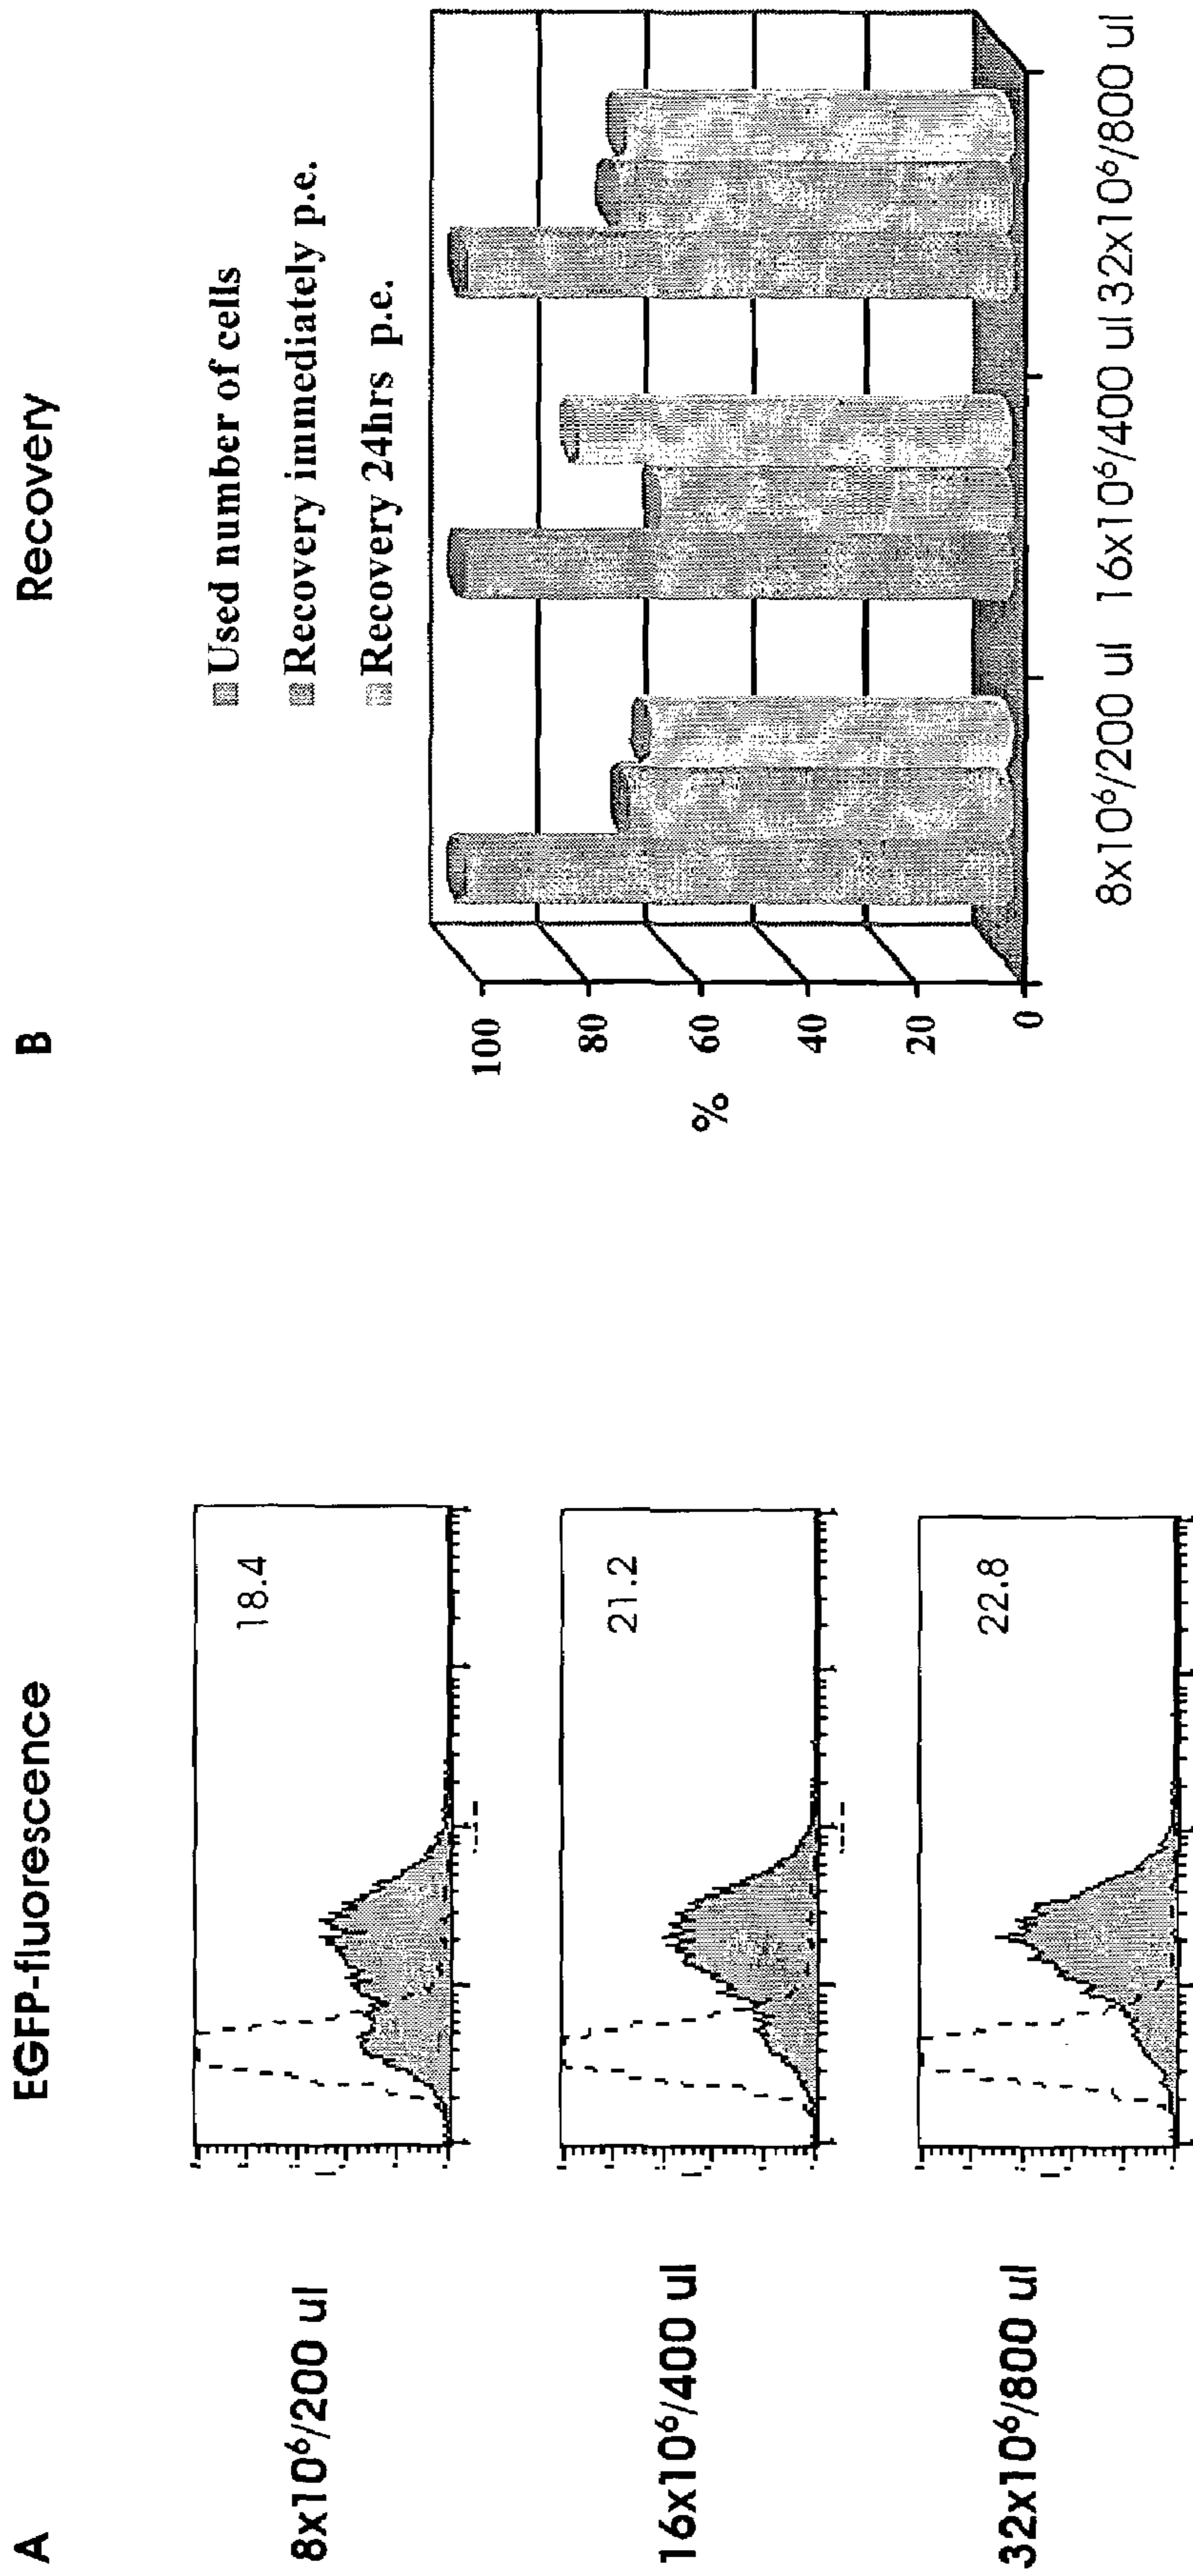 A
EGFP-fluorescence
8x10⁶/200 ul
18.4
16x10⁶/400 ul
21.2
32x10⁶/800 ul
22.8
B
Recovery
Used number of cells
Recovery immediately p.e.
Recovery 24hrs p.e.
%
100
80
60
40
20
0
8x10⁶/200 ul 16x10⁶/400 ul 32x10⁶/800 ul